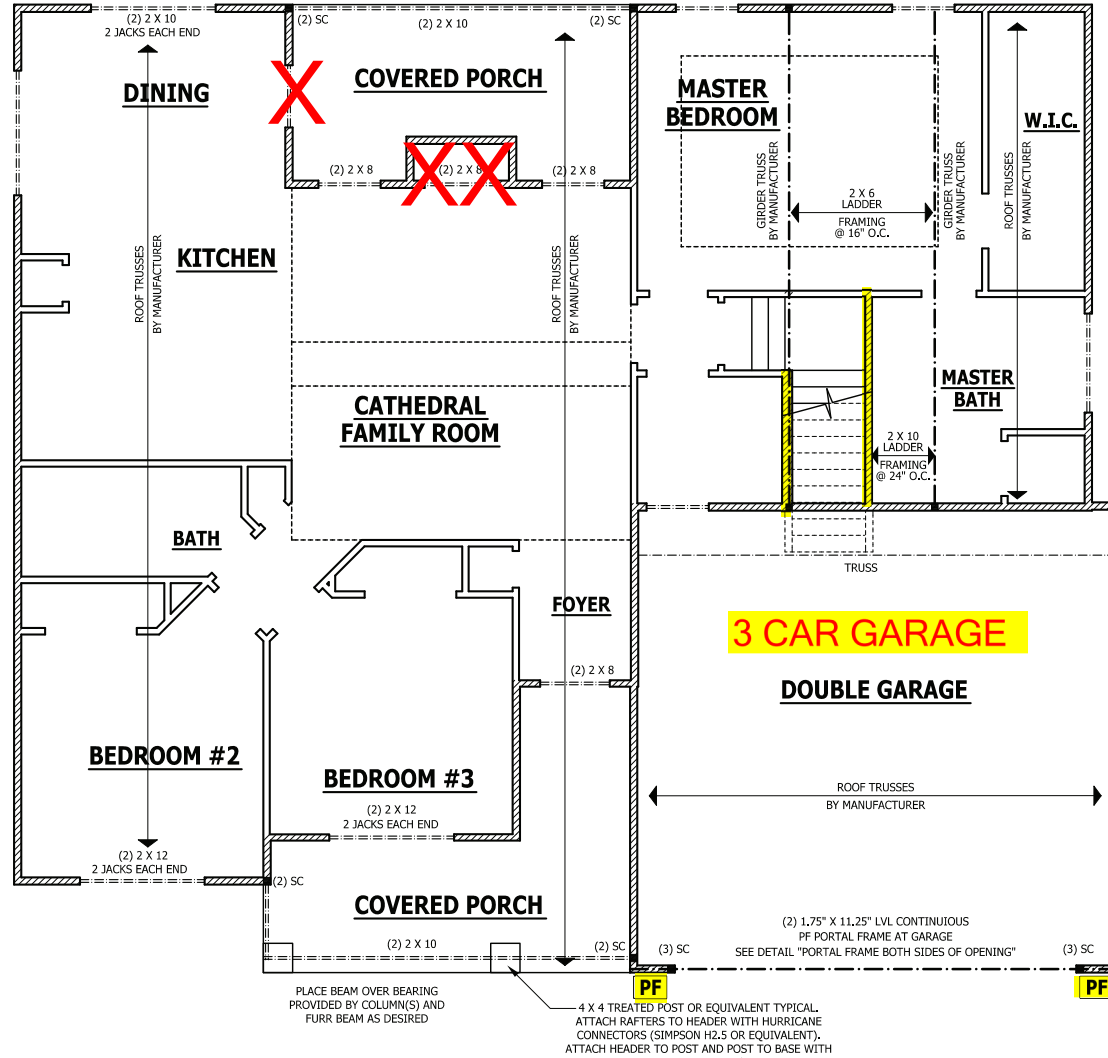 (2) 2 X 10
2 JACKS EACH END
(2) SC
(2) 2 X 10
(2) SC
DINING
X
COVERED PORCH
MASTER
BEDROOM
W.I.C.
ROOF TRUSSES
BY MANUFACTURER
(2) 2 X 8
X X
(2) 2 X 8
(2) 2 X 8
GIRDER TRUSS
BY MANUFACTURER
2 X 6
LADDER
FRAMING
@ 16" O.C.
GIRDER TRUSS
BY MANUFACTURER
ROOF TRUSSES
BY MANUFACTURER
KITCHEN
ROOF TRUSSES
BY MANUFACTURER
CATHEDRAL
FAMILY ROOM
MASTER
BATH
2 X 10
LADDER
FRAMING
@ 24" O.C.
BATH
TRUSS
FOYER
3 CAR GARAGE
(2) 2 X 8
DOUBLE GARAGE
BEDROOM #2
BEDROOM #3
ROOF TRUSSES
BY MANUFACTURER
(2) 2 X 12
2 JACKS EACH END
(2) 2 X 12
2 JACKS EACH END
(2) SC
COVERED PORCH
(2) 2 X 10
(2) SC
(2) 1.75" X 11.25" LVL CONTINUIOUS
PF PORTAL FRAME AT GARAGE
SEE DETAIL "PORTAL FRAME BOTH SIDES OF OPENING"
(3) SC
(3) SC
PF
PF
PLACE BEAM OVER BEARING
PROVIDED BY COLUMN(S) AND
FURR BEAM AS DESIRED
4 X 4 TREATED POST OR EQUIVALENT TYPICAL.
ATTACH RAFTERS TO HEADER WITH HURRICANE
CONNECTORS (SIMPSON H2.5 OR EQUIVALENT).
ATTACH HEADER TO POST AND POST TO BASE WITH